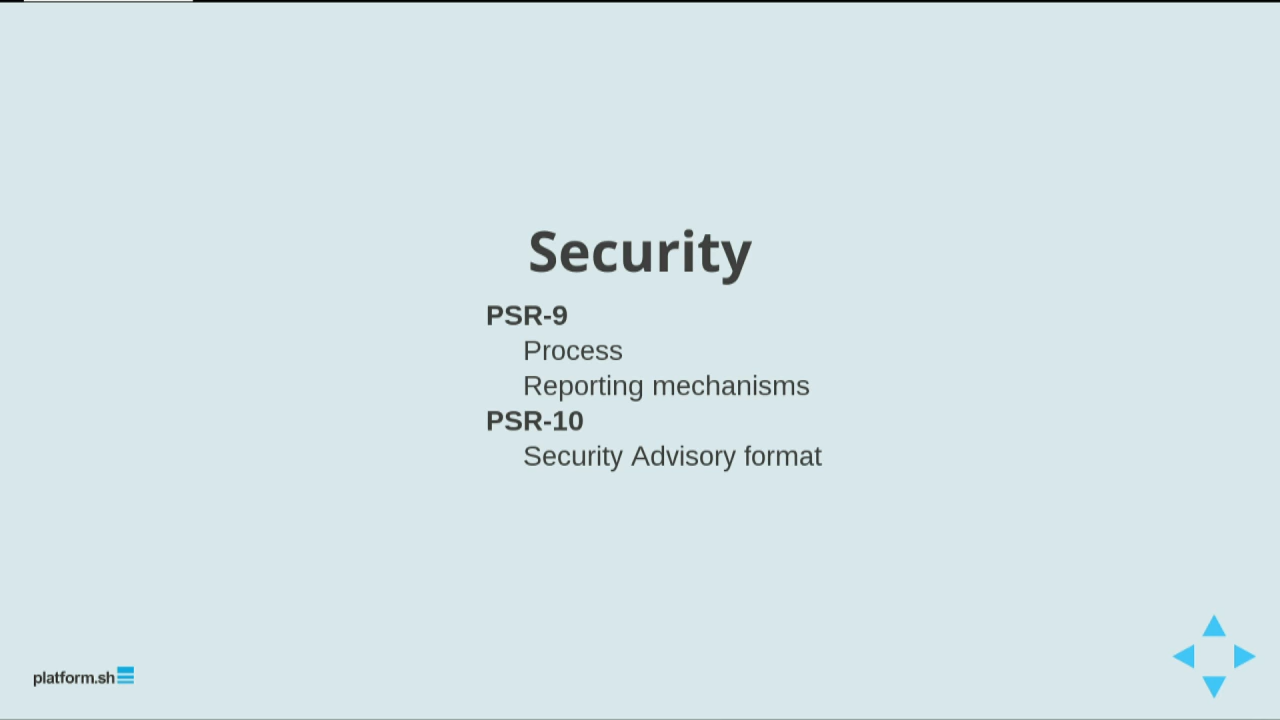 Security
PSR-9
Process
Reporting mechanisms
PSR-10
Security Advisory format
platform.sh